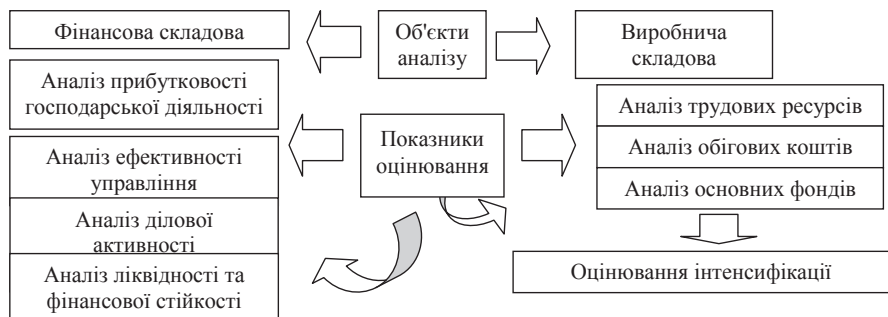 Фінансова складова
Об'єкти
аналізу
Виробнича
складова
Аналіз прибутковості
господарської діяльності
Аналіз ефективності
управління
Аналіз ділової
активності
Аналіз ліквідності та
фінансової стійкості
Показники
оцінювання
Аналіз трудових ресурсів
Аналіз обігових коштів
Аналіз основних фондів
Оцінювання інтенсифікації